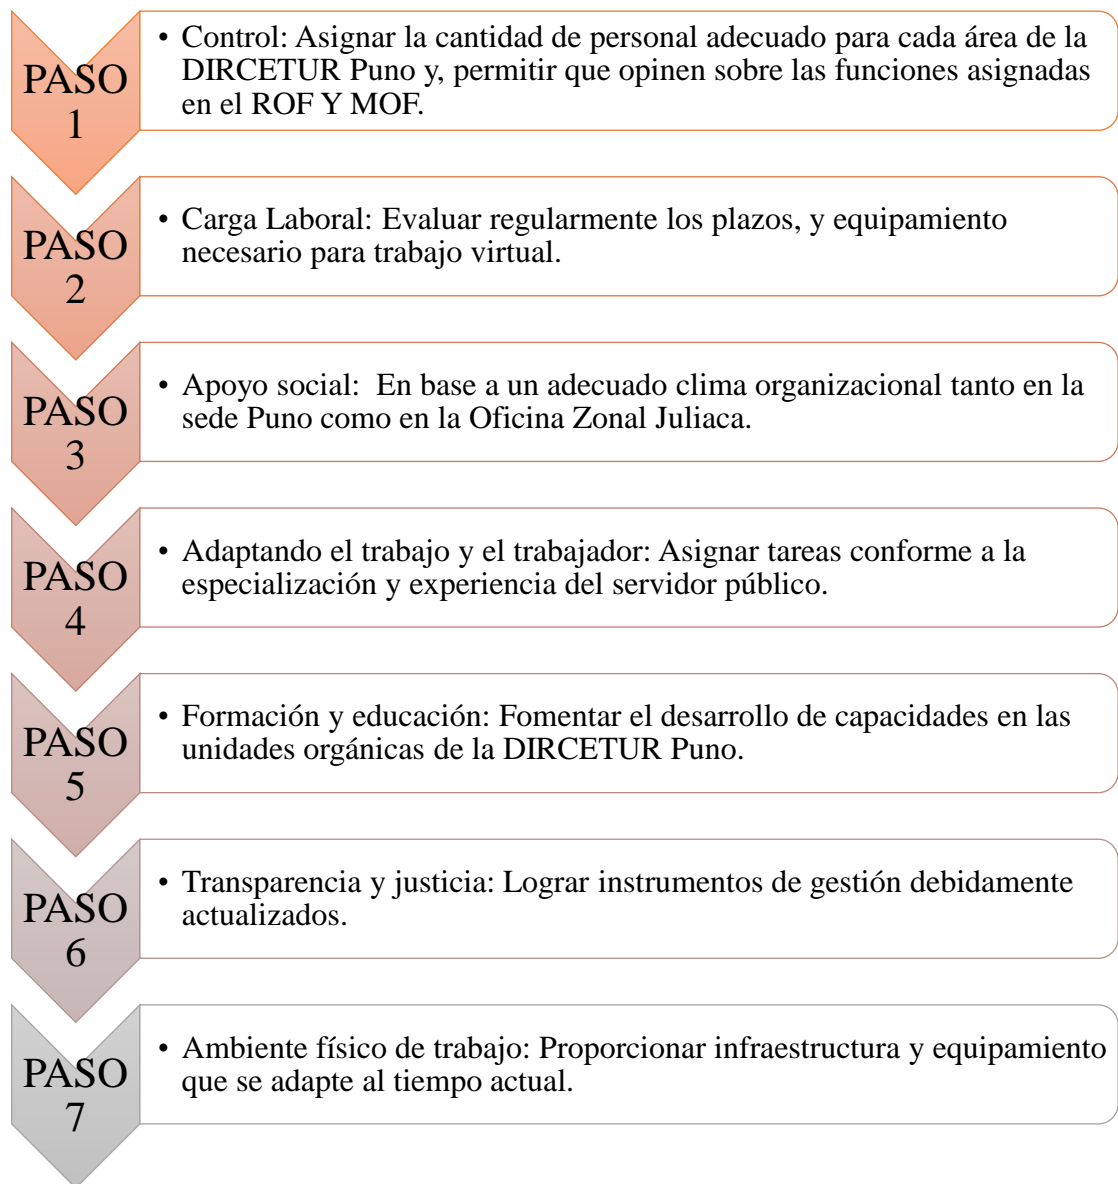 PASO
1
• Control: Asignar la cantidad de personal adecuado para cada área de la
DIRCETUR Puno y, permitir que opinen sobre las funciones asignadas
en el ROF Y MOF.
PASO
2
• Carga Laboral: Evaluar regularmente los plazos, y equipamiento
necesario para trabajo virtual.
PASO
3
• Apoyo social:  En base a un adecuado clima organizacional tanto en la
sede Puno como en la Oficina Zonal Juliaca.
PASO
4
• Adaptando el trabajo y el trabajador: Asignar tareas conforme a la
especialización y experiencia del servidor público.
PASO
5
• Formación y educación: Fomentar el desarrollo de capacidades en las
unidades orgánicas de la DIRCETUR Puno.
PASO
6
• Transparencia y justicia: Lograr instrumentos de gestión debidamente
actualizados.
PASO
7
• Ambiente físico de trabajo: Proporcionar infraestructura y equipamiento
que se adapte al tiempo actual.